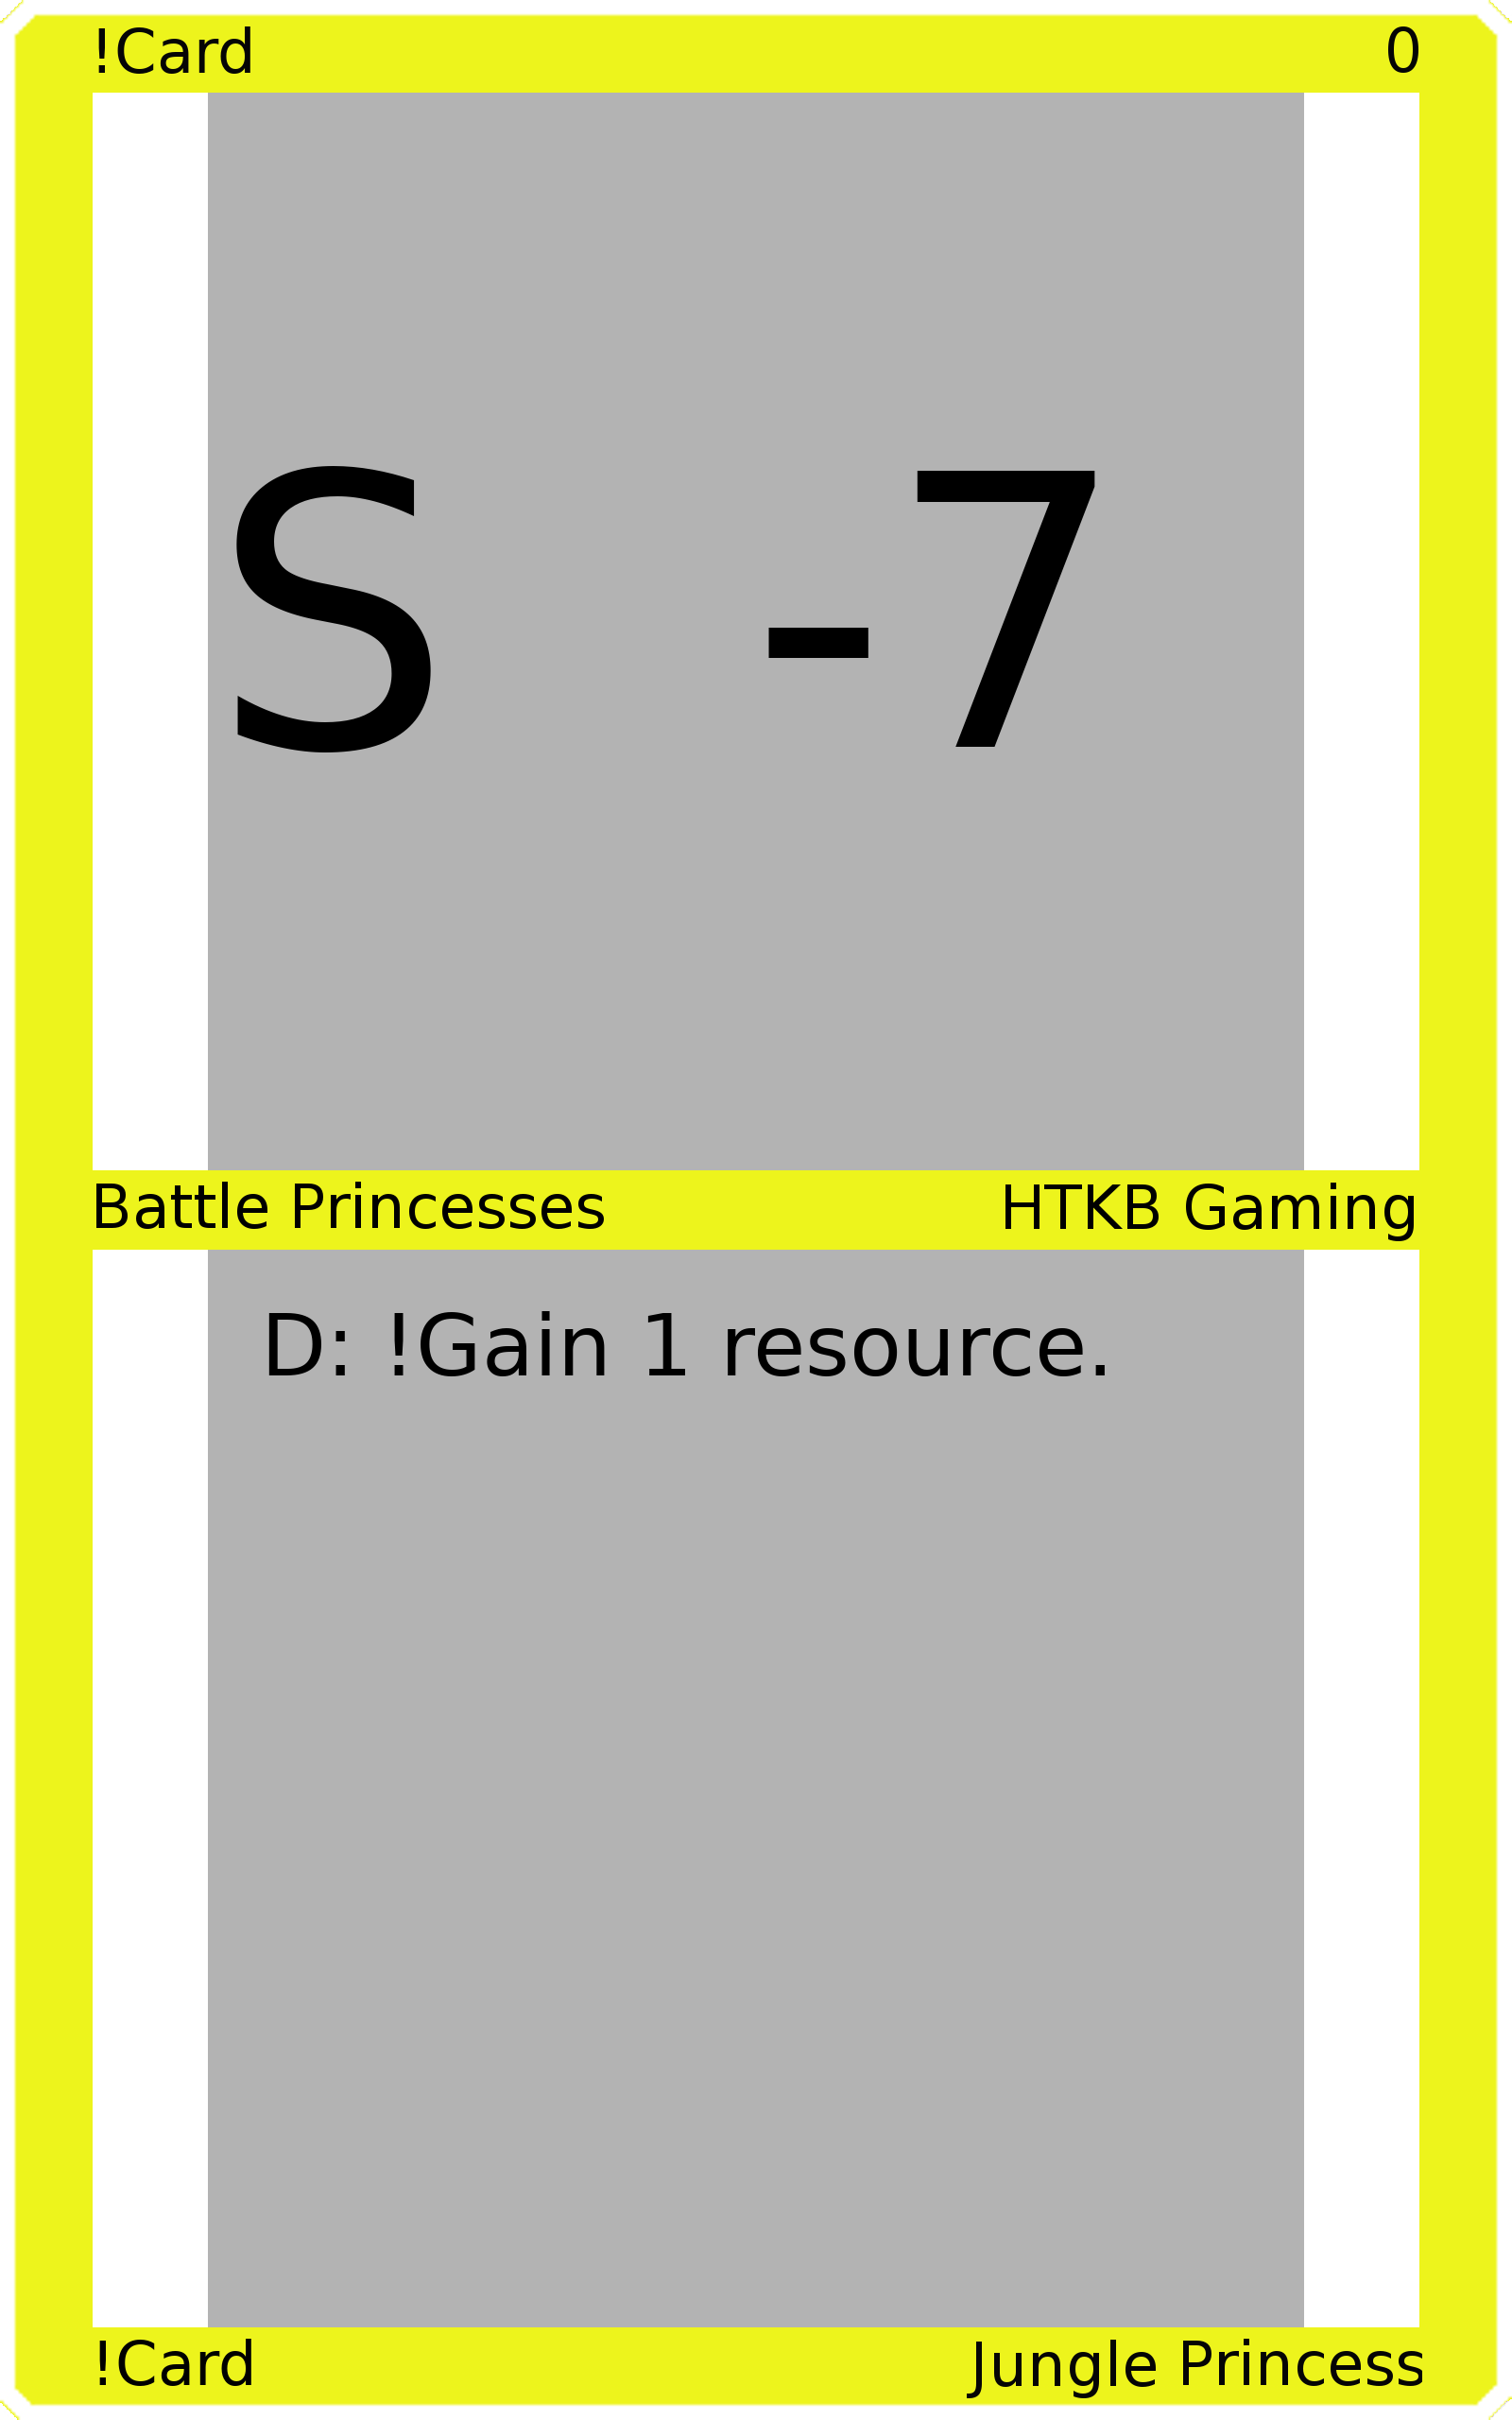 !Card 0
S -7
Battle Princesses HTKB Gaming
D: !Gain 1 resource.
!Card Jungle Princess